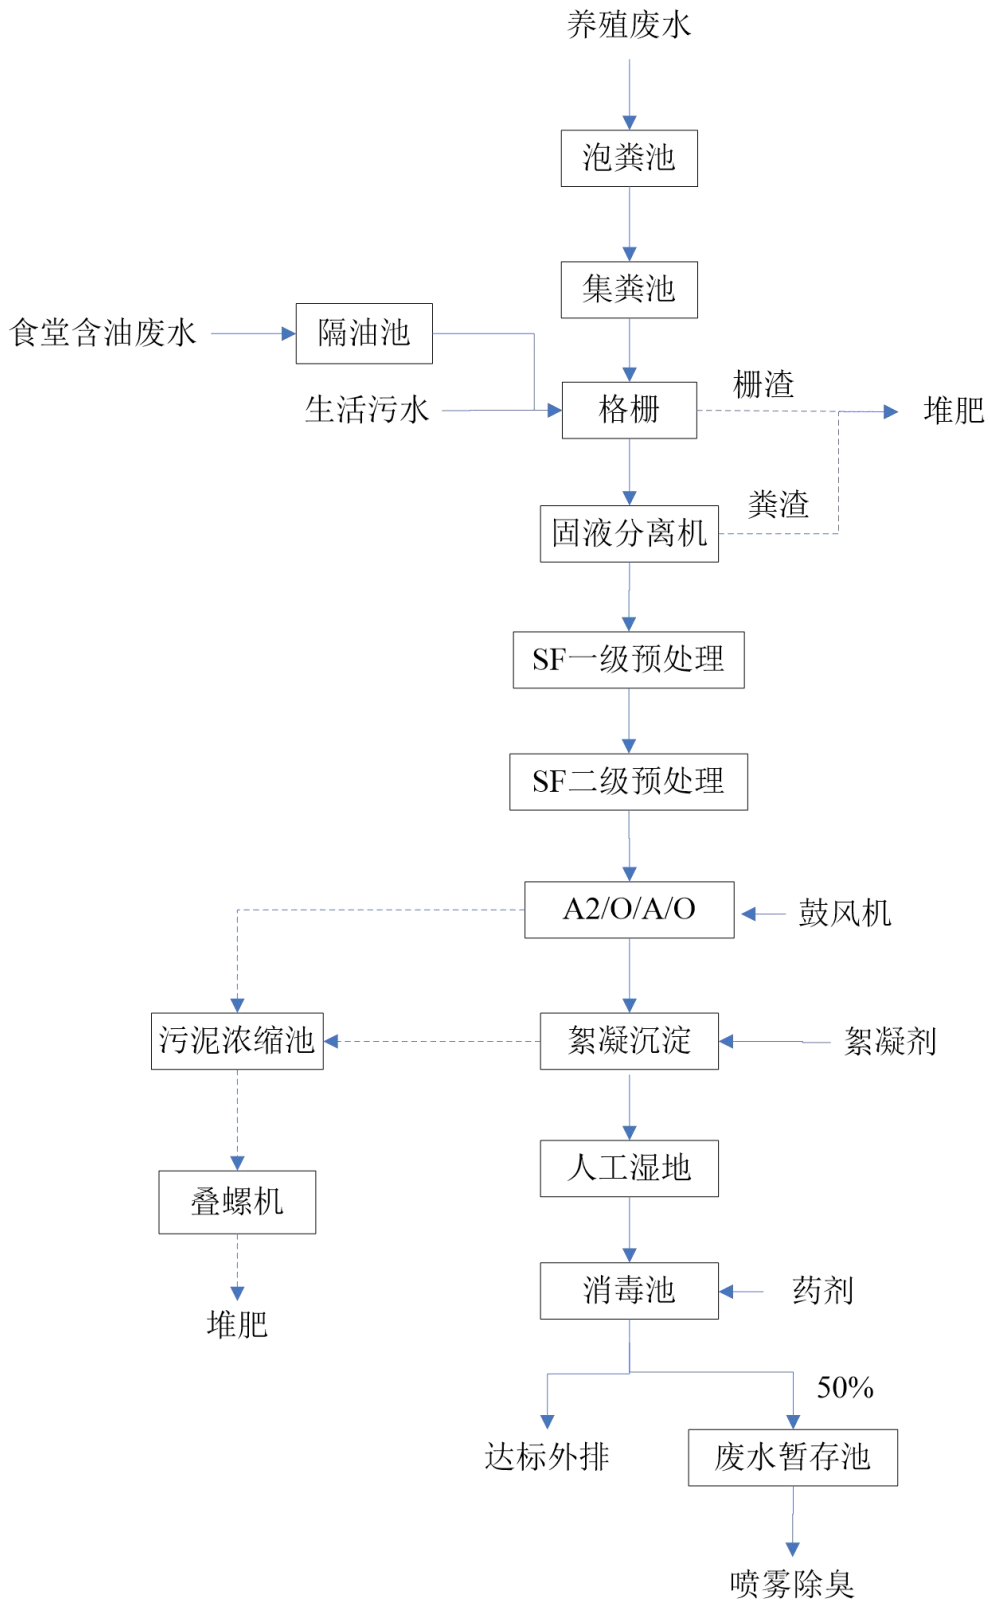 养殖废水
泡粪池
集粪池
食堂含油废水
隔油池
栅渣
生活污水
格栅
堆肥
粪渣
固液分离机
SF一级预处理
SF二级预处理
A2/O/A/O
鼓风机
污泥浓缩池
絮凝沉淀
絮凝剂
人工湿地
叠螺机
消毒池
药剂
堆肥
50%
达标外排
废水暂存池
喷雾除臭